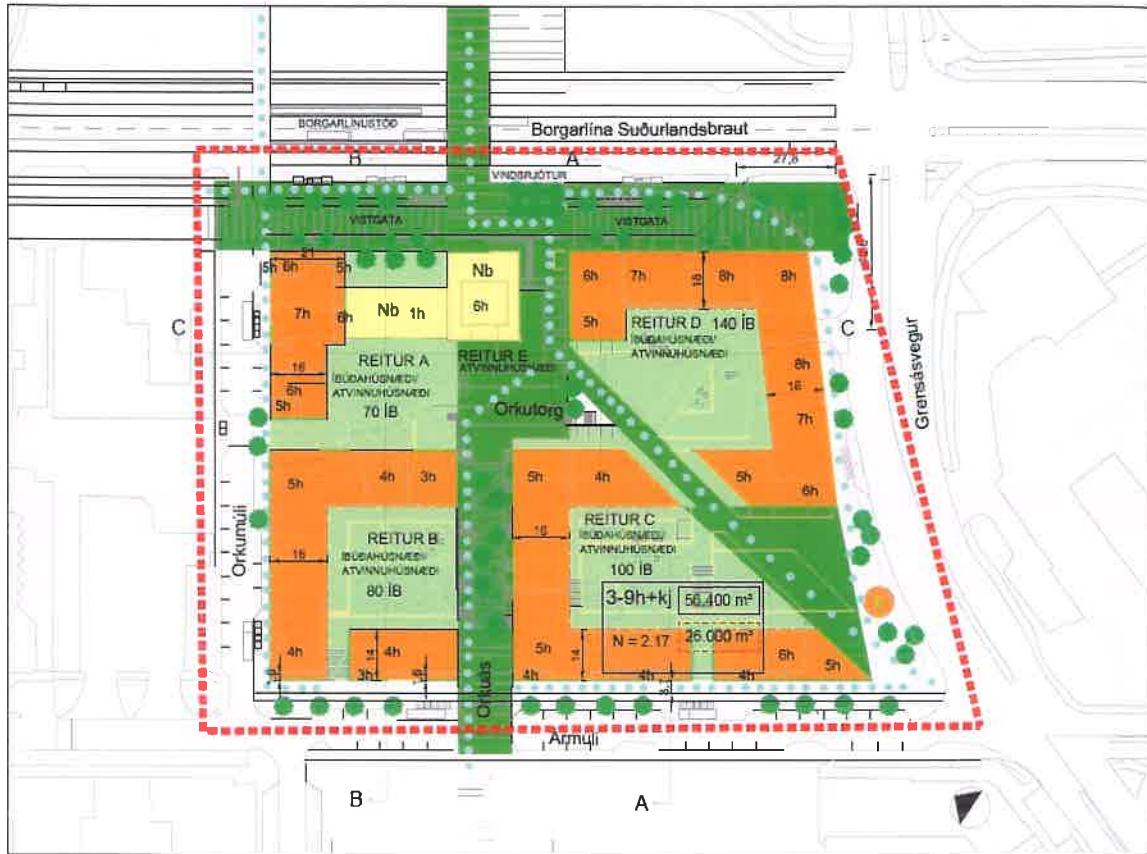 BORGARLÍNUSTÖÐ
Borgarlína Suðurlandsbraut
27,8
B
A
VINDBRJÓTUR
VISTGATA
VISTGATA
21
5h
6h
5h
Nb
6h
7h
8h
8h
18
7h
6h
Nb 1h
6h
5h
REITUR D 140 ÍB
ÍBÚÐAHÚSNÆÐI/
ATVINNUHÚSNÆÐI
C
C
Grensásvegur
REITUR A
ÍBÚÐAHÚSNÆÐI/
ATVINNUHÚSNÆÐI
70 ÍB
REITUR E
ATVINNUHÚSNÆÐI
16
6h
5h
8h
16
7h
Orkutorg
5h
4h
3h
5h
4h
5h
6h
Orkumúli
16
REITUR B
ÍBÚÐAHÚSNÆÐI/
ATVINNUHÚSNÆÐI
80 ÍB
16
REITUR C
ÍBÚÐAHÚSNÆÐI/
ATVINNUHÚSNÆÐI
100 ÍB
3-9h+kj
56.400 m²
N = 2.17
26.000 m²
4h
14
4h
3h
5h
14
4h
4h
4h
6h
5h
Orkuás
Ármúli
B
A